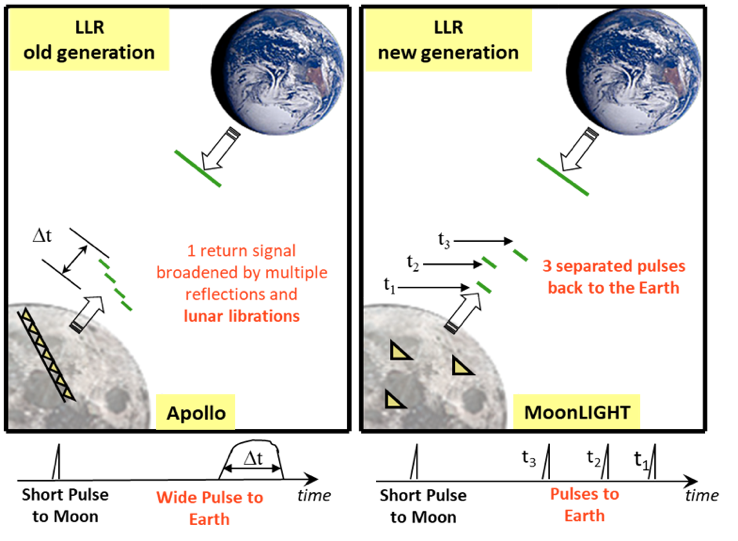 LLR
old generation
Δt
1 return signal
broadened by multiple
reflections and
lunar librations
Apollo
Δt
Short Pulse
to Moon
Wide Pulse to
Earth
time
LLR
new generation
t₃
t₂
t₁
3 separated pulses
back to the Earth
MoonLIGHT
t₃
t₂
t₁
Short Pulse
to Moon
Pulses to
Earth
time